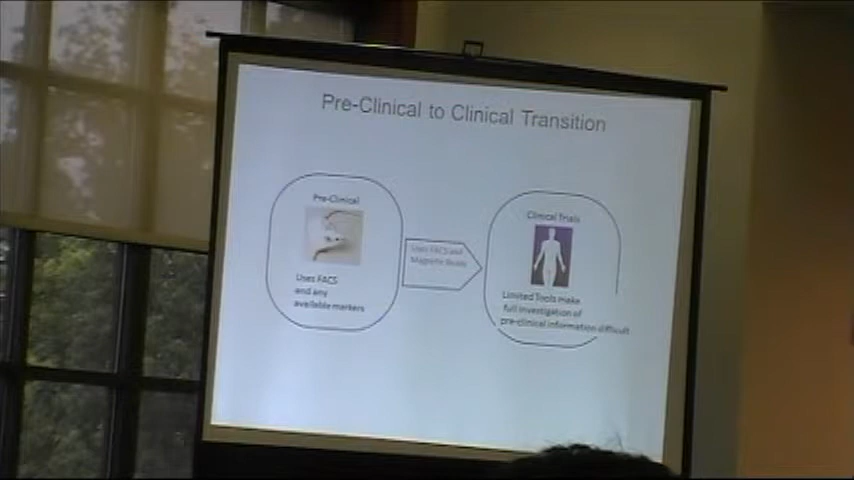 Pre-Clinical to Clinical Transition
Pre-Clinical
Uses FACS
and any
available markers
Uses FACS and
Magnetic Beads
Clinical Trials
Limited Tools make
full investigation of
pre-clinical information difficult